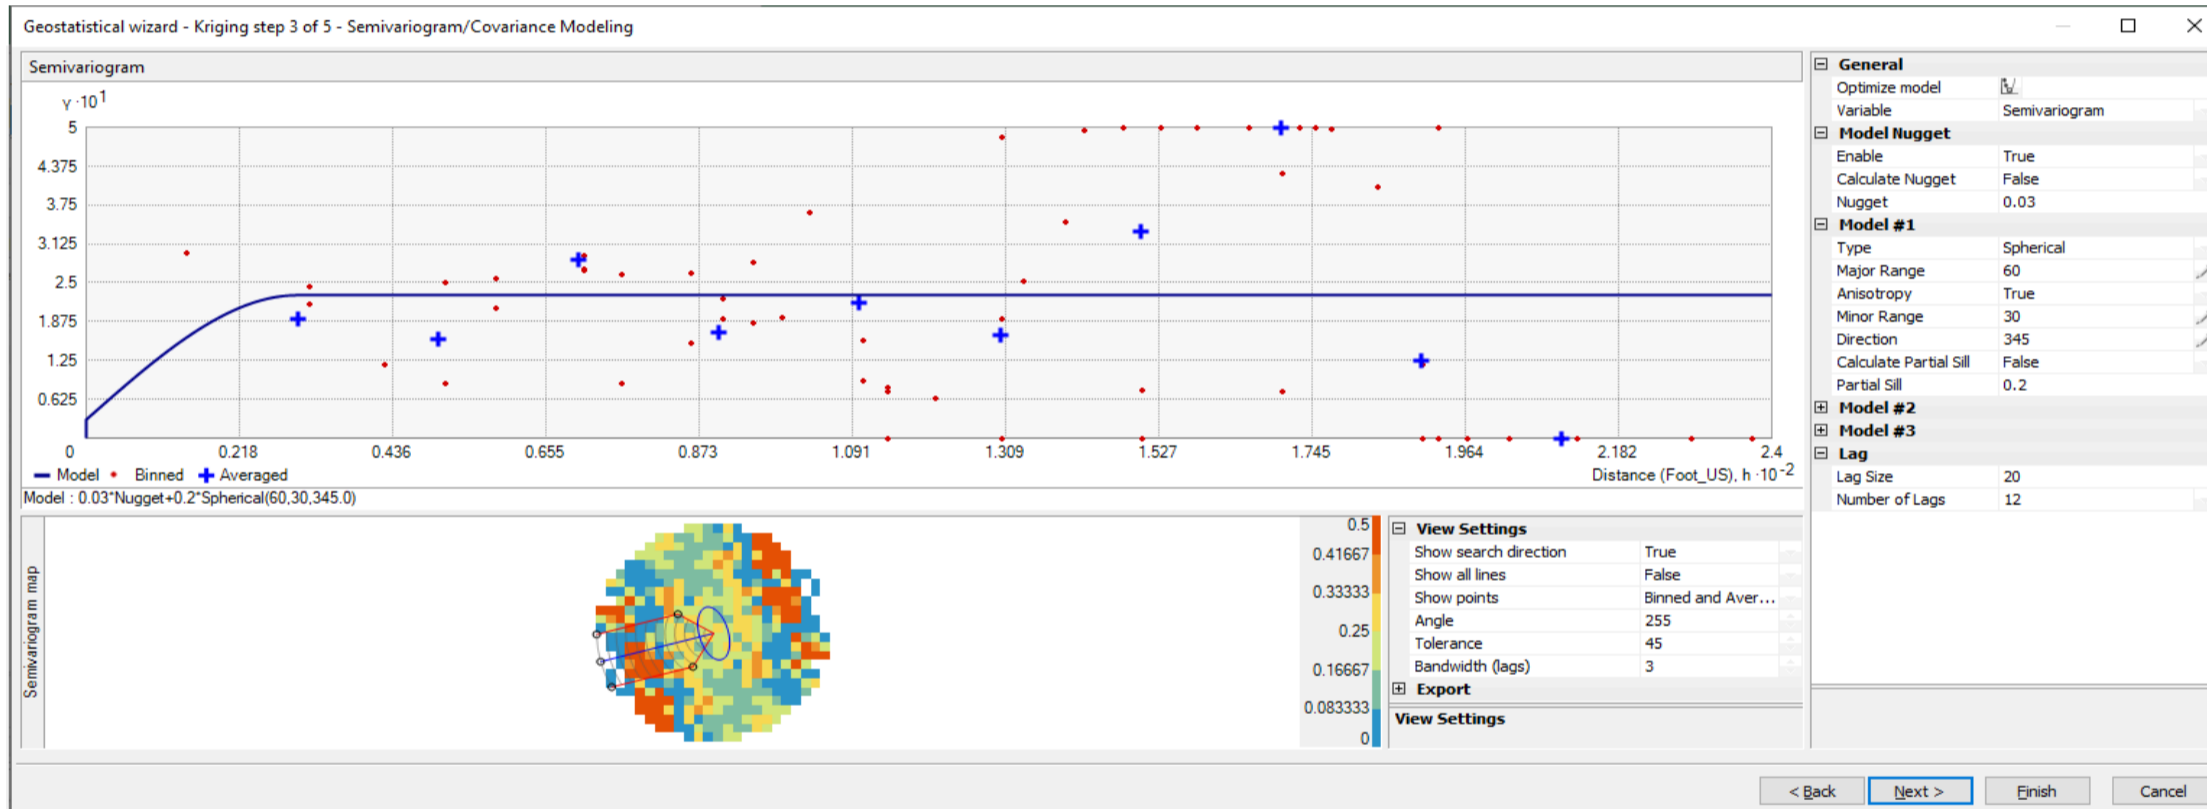 Geostatistical wizard - Kriging step 3 of 5 - Semivariogram/Covariance Modeling
Semivariogram
γ ·10¹
5
4.375
3.75
3.125
2.5
1.875
1.25
0.625
0 0.218 0.436 0.655 0.873 1.091 1.309 1.527 1.745 1.964 2.182 2.4
Model Binned Averaged
Distance (Foot_US), h ·10⁻²
Model : 0.03*Nugget+0.2*Spherical(60,30,345.0)
Semivariogram map
0.5
0.41667
0.33333
0.25
0.16667
0.083333
0
View Settings
Show search direction True
Show all lines False
Show points Binned and Aver...
Angle 255
Tolerance 45
Bandwidth (lags) 3
Export
View Settings
General
Optimize model
Variable Semivariogram
Model Nugget
Enable True
Calculate Nugget False
Nugget 0.03
Model #1
Type Spherical
Major Range 60
Anisotropy True
Minor Range 30
Direction 345
Calculate Partial Sill False
Partial Sill 0.2
Model #2
Model #3
Lag
Lag Size 20
Number of Lags 12
< Back Next > Finish Cancel